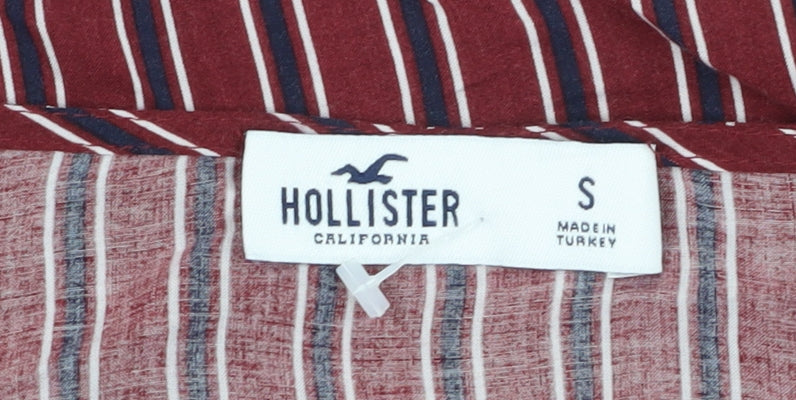 HOLLISTER
CALIFORNIA
S
MADE IN
TURKEY